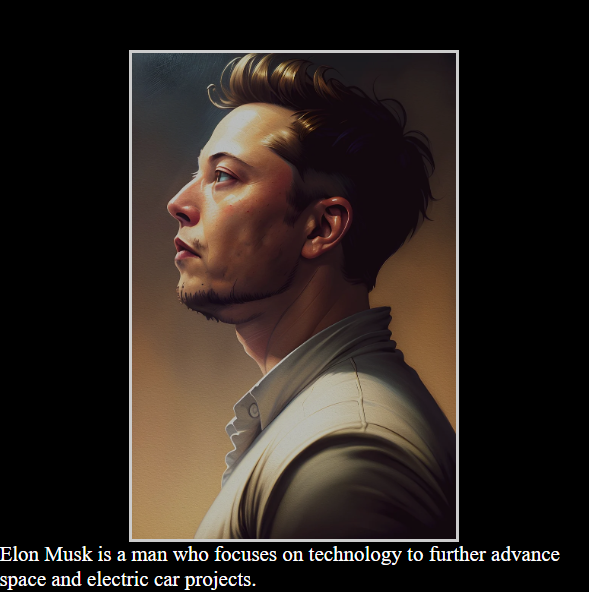 Elon Musk is a man who focuses on technology to further advance
space and electric car projects.